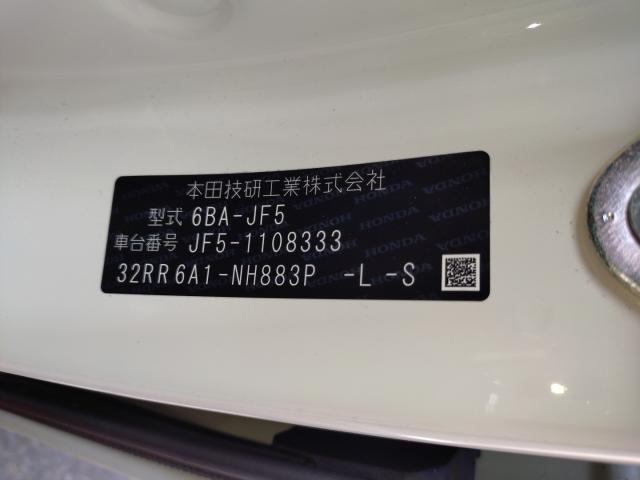 本田技研工業株式会社
型式 6BA-JF5
車台番号 JF5-1108333
32RR6A1-NH883P -L-S